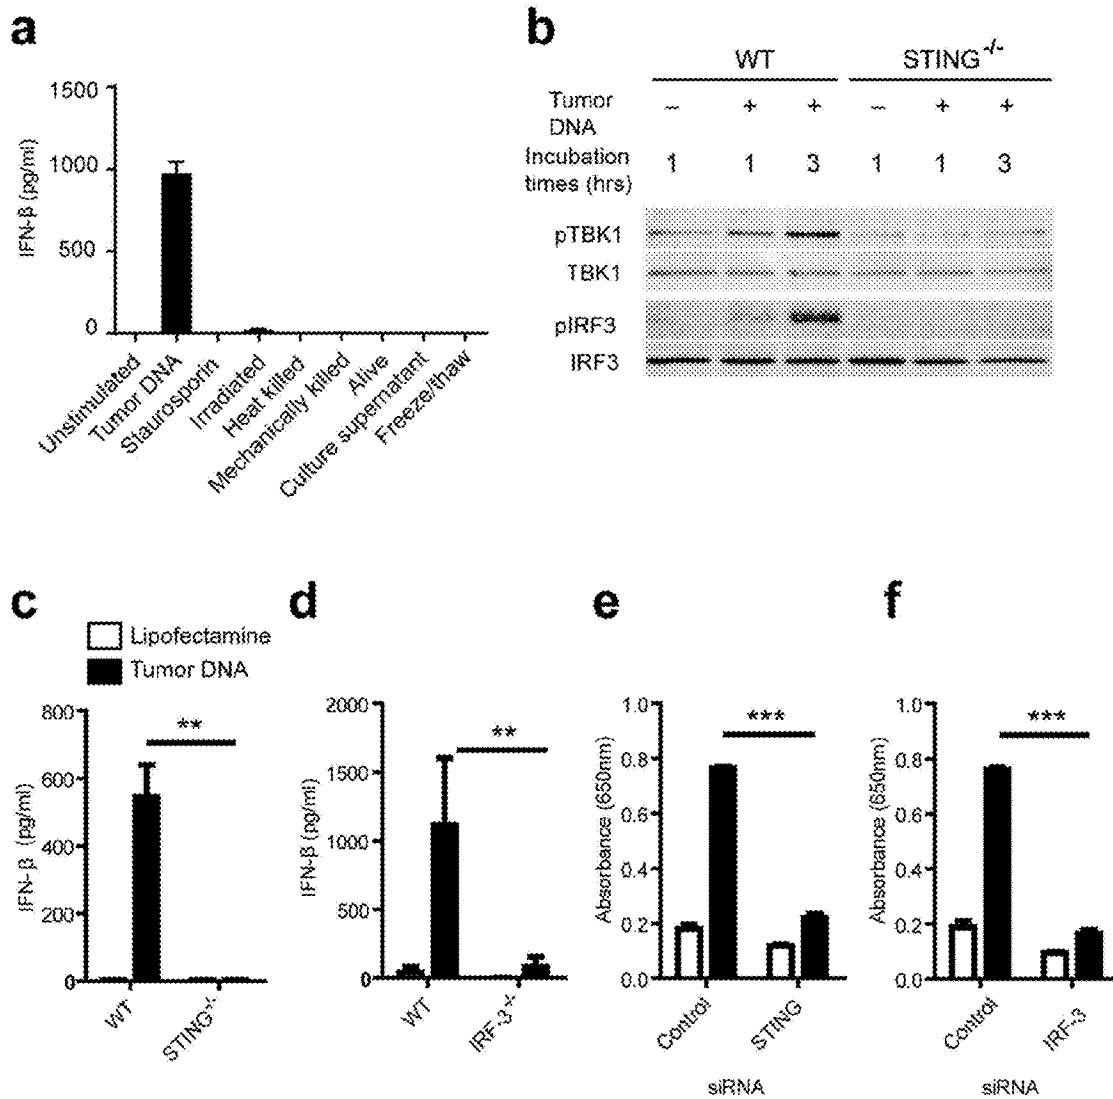 a
1500
1000
500
0
IFN-β (pg/ml)
Unstimulated
Tumor DNA
Staurosporin
Irradiated
Heat killed
Mechanically killed
Alive
Culture supernatant
Freeze/thaw
b
WT STING-/-
Tumor DNA – + + – + +
Incubation times (hrs) 1 1 3 1 1 3
pTBK1
TBK1
pIRF3
IRF3
c
Lipofectamine
Tumor DNA
800
600
400
200
0
IFN-β (pg/ml)
**
WT
STING-/-
d
2000
1500
1000
500
0
IFN-β (pg/ml)
**
WT
IRF-3-/-
e
1.0
0.8
0.6
0.4
0.2
0.0
Absorbance (650nm)
***
Control
STING
siRNA
f
1.0
0.8
0.6
0.4
0.2
0.0
Absorbance (650nm)
***
Control
IRF-3
siRNA